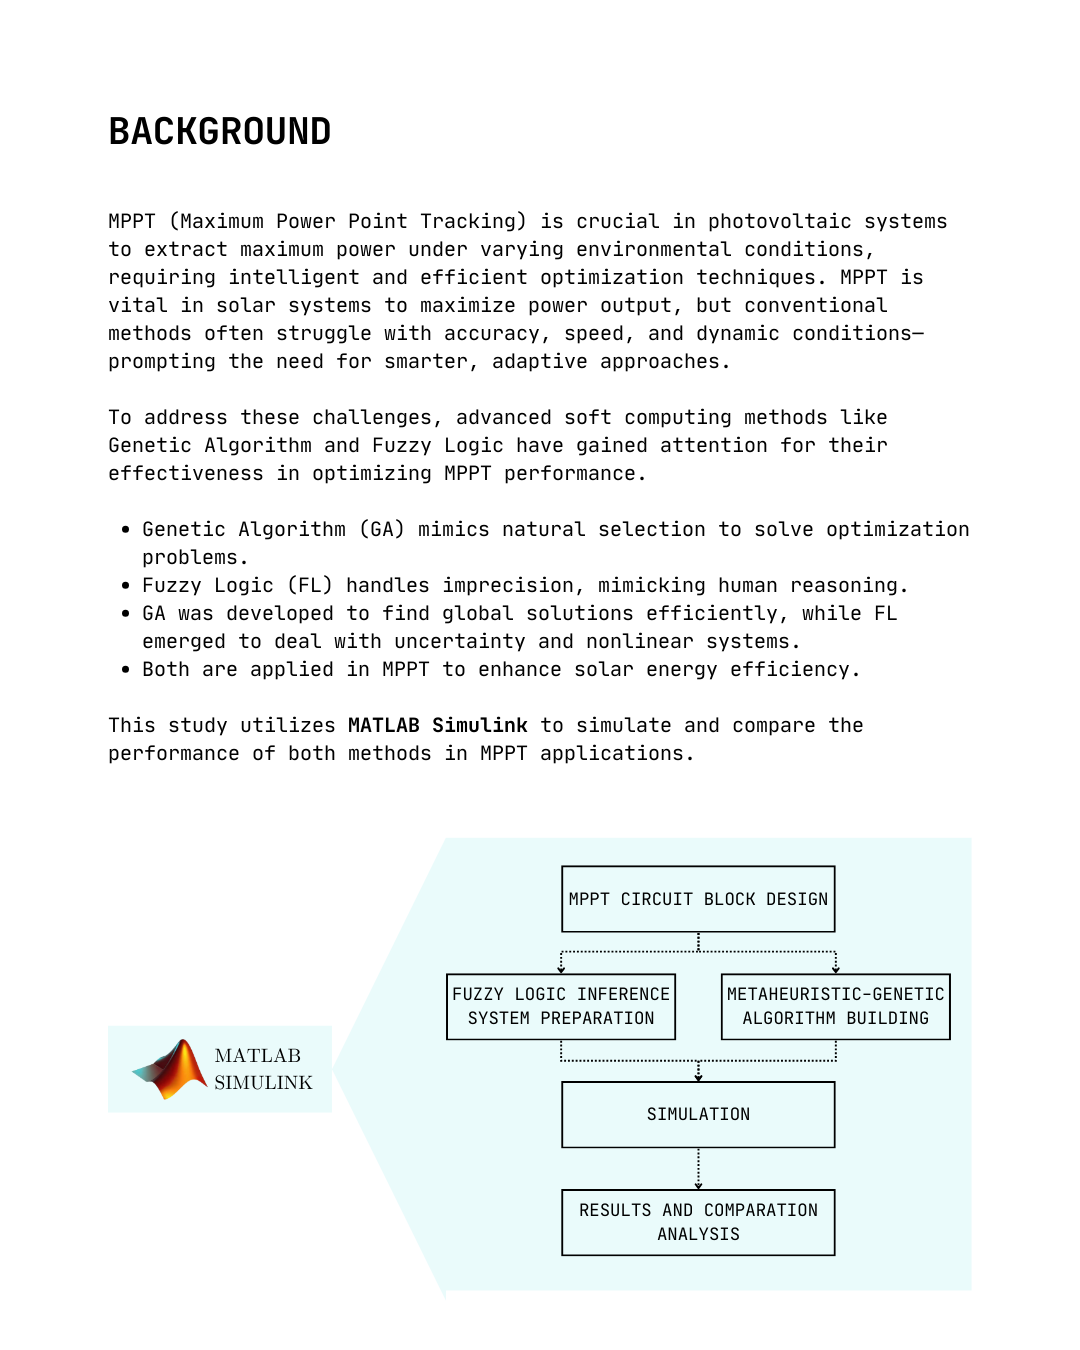 BACKGROUND
MPPT (Maximum Power Point Tracking) is crucial in photovoltaic systems
to extract maximum power under varying environmental conditions,
requiring intelligent and efficient optimization techniques. MPPT is
vital in solar systems to maximize power output, but conventional
methods often struggle with accuracy, speed, and dynamic conditions—
prompting the need for smarter, adaptive approaches.
To address these challenges, advanced soft computing methods like
Genetic Algorithm and Fuzzy Logic have gained attention for their
effectiveness in optimizing MPPT performance.
• Genetic Algorithm (GA) mimics natural selection to solve optimization
problems.
• Fuzzy Logic (FL) handles imprecision, mimicking human reasoning.
• GA was developed to find global solutions efficiently, while FL
emerged to deal with uncertainty and nonlinear systems.
• Both are applied in MPPT to enhance solar energy efficiency.
This study utilizes MATLAB Simulink to simulate and compare the
performance of both methods in MPPT applications.
MATLAB
SIMULINK
MPPT CIRCUIT BLOCK DESIGN
FUZZY LOGIC INFERENCE
SYSTEM PREPARATION
METAHEURISTIC-GENETIC
ALGORITHM BUILDING
SIMULATION
RESULTS AND COMPARATION
ANALYSIS